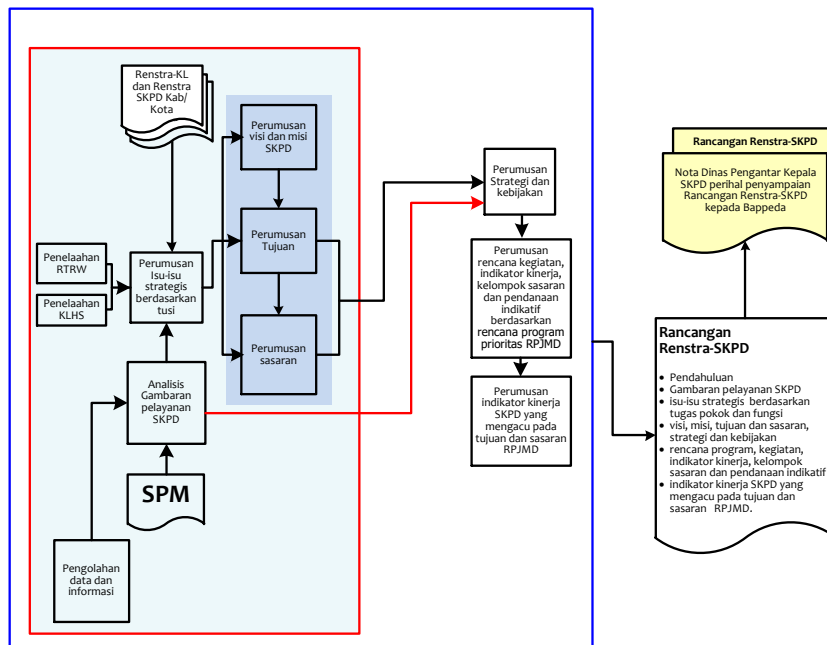 Renstra-KL
dan Renstra
SKPD Kab/
Kota
Perumusan
visi dan misi
SKPD
Perumusan
Tujuan
Perumusan
sasaran
Penelaahan
RTRW
Penelaahan
KLHS
Perumusan
Isu-isu
strategis
berdasarkan
tusi
Analisis
Gambaran
pelayanan
SKPD
SPM
Pengolahan
data dan
informasi
Perumusan
Strategi dan
kebijakan
Perumusan
rencana kegiatan,
indikator kinerja,
kelompok sasaran
dan pendanaan
indikatif
berdasarkan
rencana program
prioritas RPJMD
Perumusan
indikator kinerja
SKPD yang
mengacu pada
tujuan dan sasaran
RPJMD
Rancangan Renstra-SKPD
Nota Dinas Pengantar Kepala
SKPD perihal penyampaian
Rancangan Renstra-SKPD
kepada Bappeda
Rancangan
Renstra-SKPD
• Pendahuluan
• Gambaran pelayanan SKPD
• isu-isu strategis berdasarkan
tugas pokok dan fungsi
• visi, misi, tujuan dan sasaran,
strategi dan kebijakan
• rencana program, kegiatan,
indikator kinerja, kelompok
sasaran dan pendanaan indikatif
• indikator kinerja SKPD yang
mengacu pada tujuan dan
sasaran RPJMD.